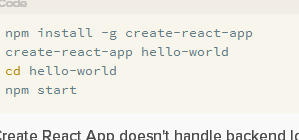 Code
npm install -g create-react-app
create-react-app hello-world
cd hello-world
npm start
Create React App doesn't handle backend